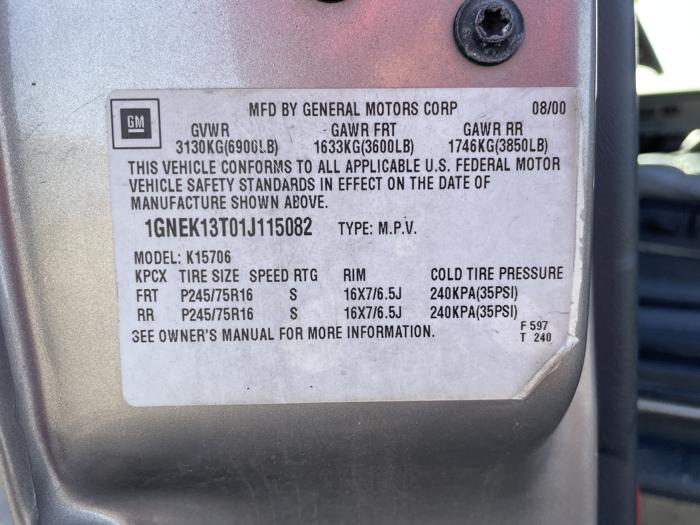 GM
MFD BY GENERAL MOTORS CORP 08/00
GVWR GAWR FRT GAWR RR
3130KG(6900LB) 1633KG(3600LB) 1746KG(3850LB)
THIS VEHICLE CONFORMS TO ALL APPLICABLE U.S. FEDERAL MOTOR
VEHICLE SAFETY STANDARDS IN EFFECT ON THE DATE OF
MANUFACTURE SHOWN ABOVE.
1GNEK13T01J115082 TYPE: M.P.V.
MODEL: K15706
KPCX TIRE SIZE SPEED RTG RIM COLD TIRE PRESSURE
FRT P245/75R16 S 16X7/6.5J 240KPA(35PSI)
RR P245/75R16 S 16X7/6.5J 240KPA(35PSI)
SEE OWNER'S MANUAL FOR MORE INFORMATION. F 597
T 240